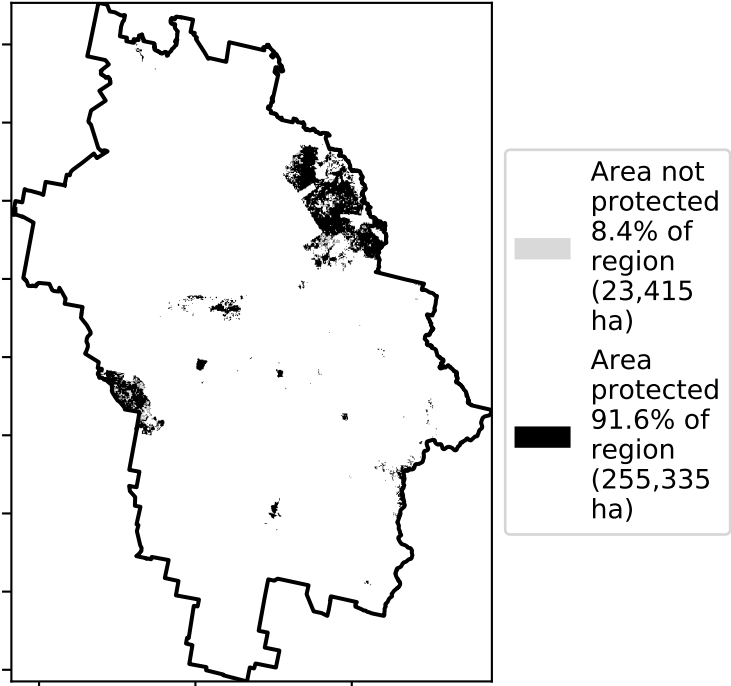 Area not
protected
8.4% of
region
(23,415
ha)
Area
protected
91.6% of
region
(255,335
ha)